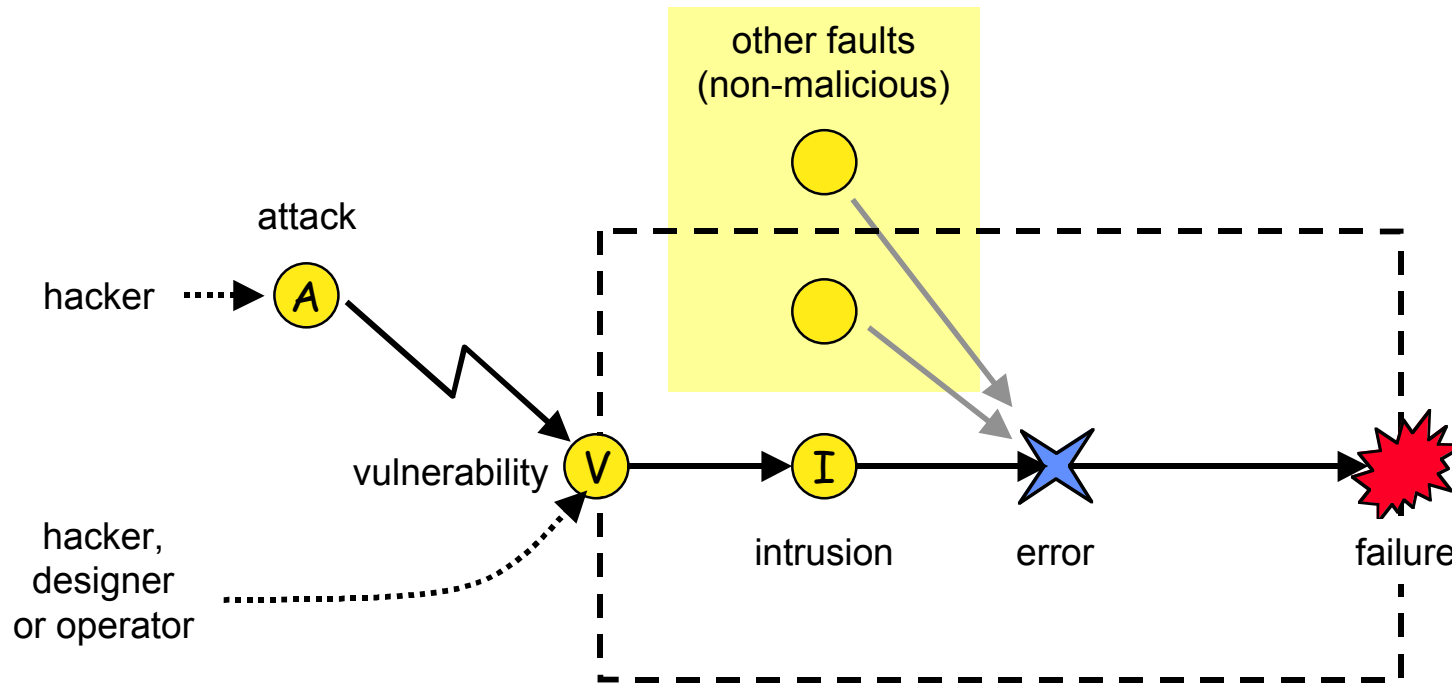 other faults
(non-malicious)
attack
hacker
A
vulnerability
V
I
hacker,
designer
or operator
intrusion
error
failure